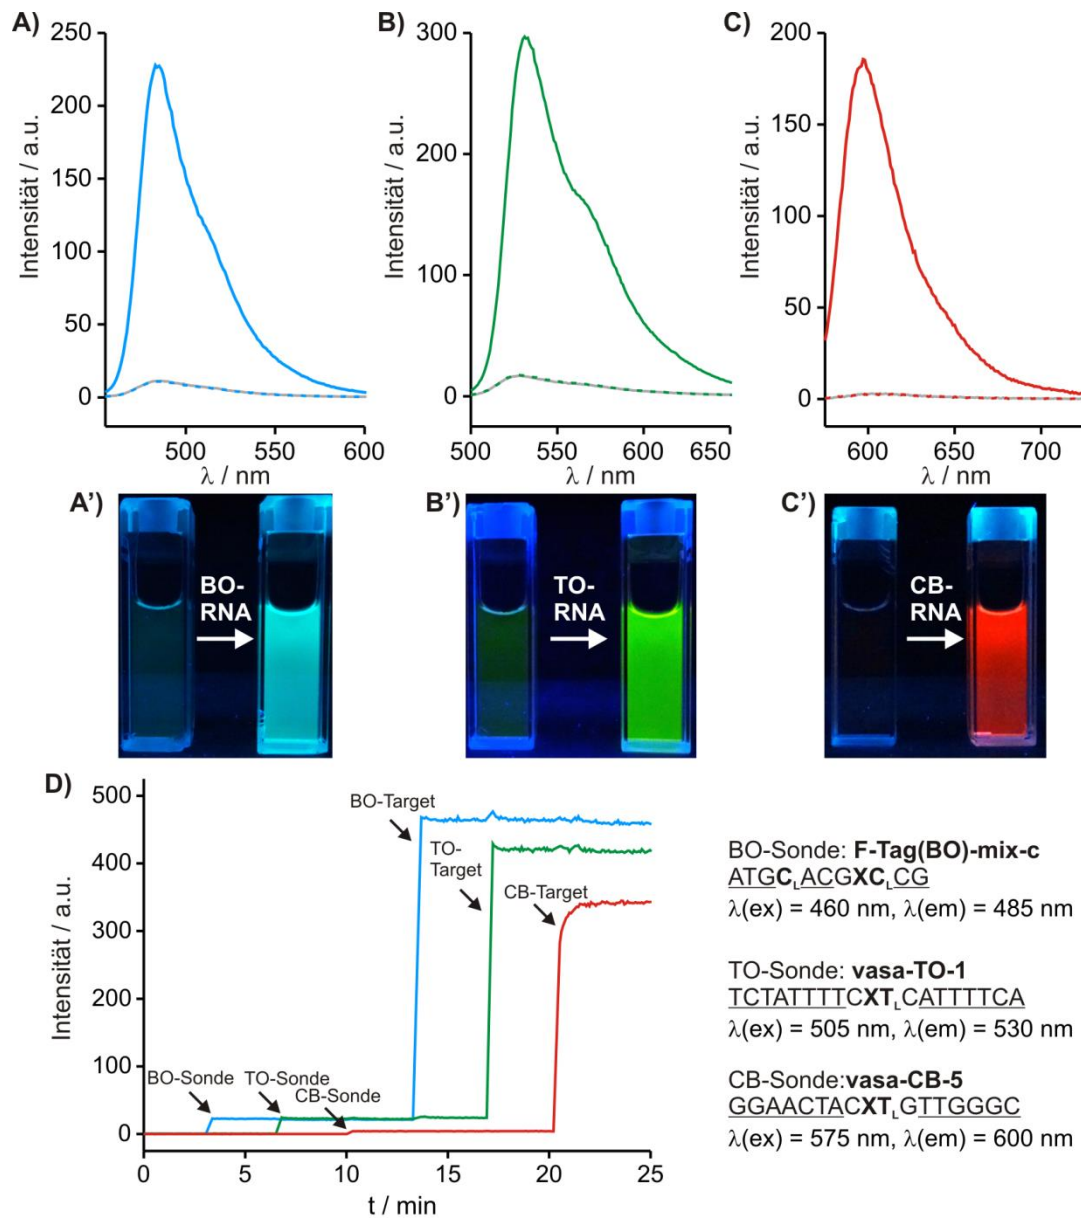 A)
250
200
150
100
50
0
Intensität / a.u.
500 550 600
λ / nm
B)
300
200
300
100
0
Intensität / a.u.
500 550 600 650
λ / nm
C)
200
150
100
50
0
Intensität / a.u.
600 650 700
λ / nm
A')
BO-
RNA
B')
TO-
RNA
C')
CB-
RNA
D)
500
400
300
200
100
0
Intensität / a.u.
BO-Sonde
TO-Sonde
CB-Sonde
BO-Target
TO-
Target
CB-Target
0 5 10 15 20 25
t / min
BO-Sonde: F-Tag(BO)-mix-c
ATGC_LACGXC_LCG
λ(ex) = 460 nm, λ(em) = 485 nm
TO-Sonde: vasa-TO-1
TCTATTTTCXT_LCATTTTCA
λ(ex) = 505 nm, λ(em) = 530 nm
CB-Sonde:vasa-CB-5
GGAACTACXT_LGTTGGGC
λ(ex) = 575 nm, λ(em) = 600 nm